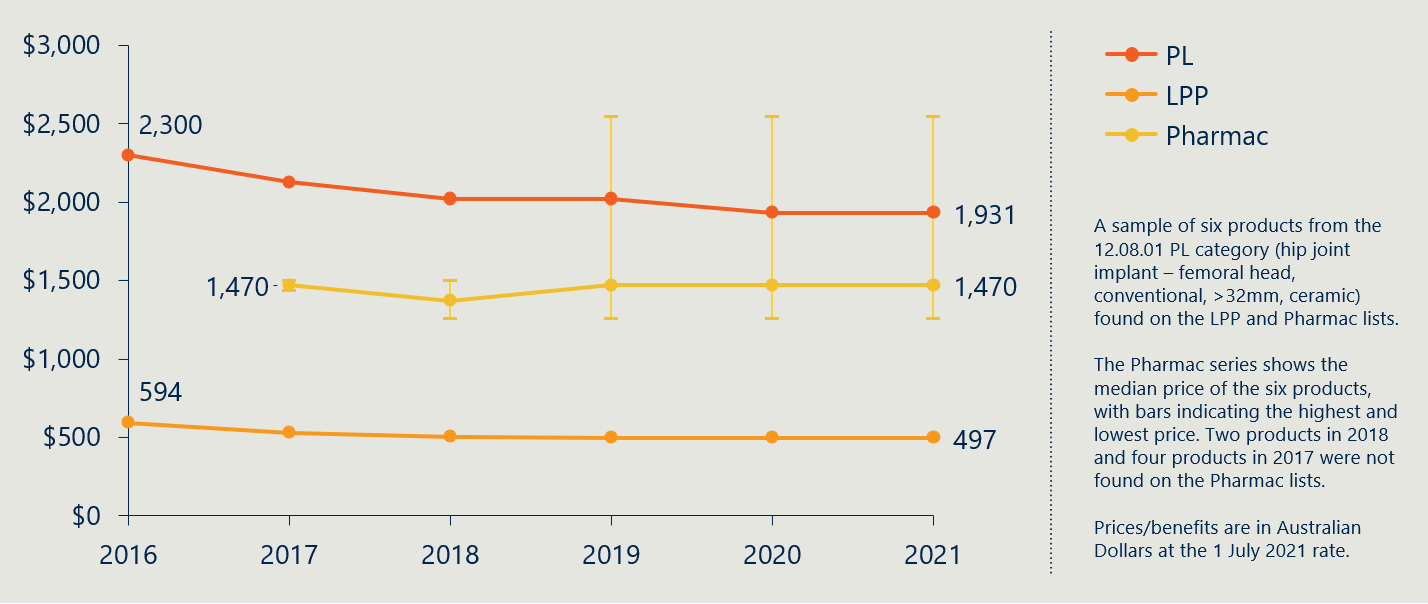 $3,000
$2,500
$2,000
$1,500
$1,000
$500
$0
2,300
1,931
1,470
1,470
594
497
2016 2017 2018 2019 2020 2021
PL
LPP
Pharmac
A sample of six products from the
12.08.01 PL category (hip joint
implant – femoral head,
conventional, >32mm, ceramic)
found on the LPP and Pharmac lists.
The Pharmac series shows the
median price of the six products,
with bars indicating the highest and
lowest price. Two products in 2018
and four products in 2017 were not
found on the Pharmac lists.
Prices/benefits are in Australian
Dollars at the 1 July 2021 rate.